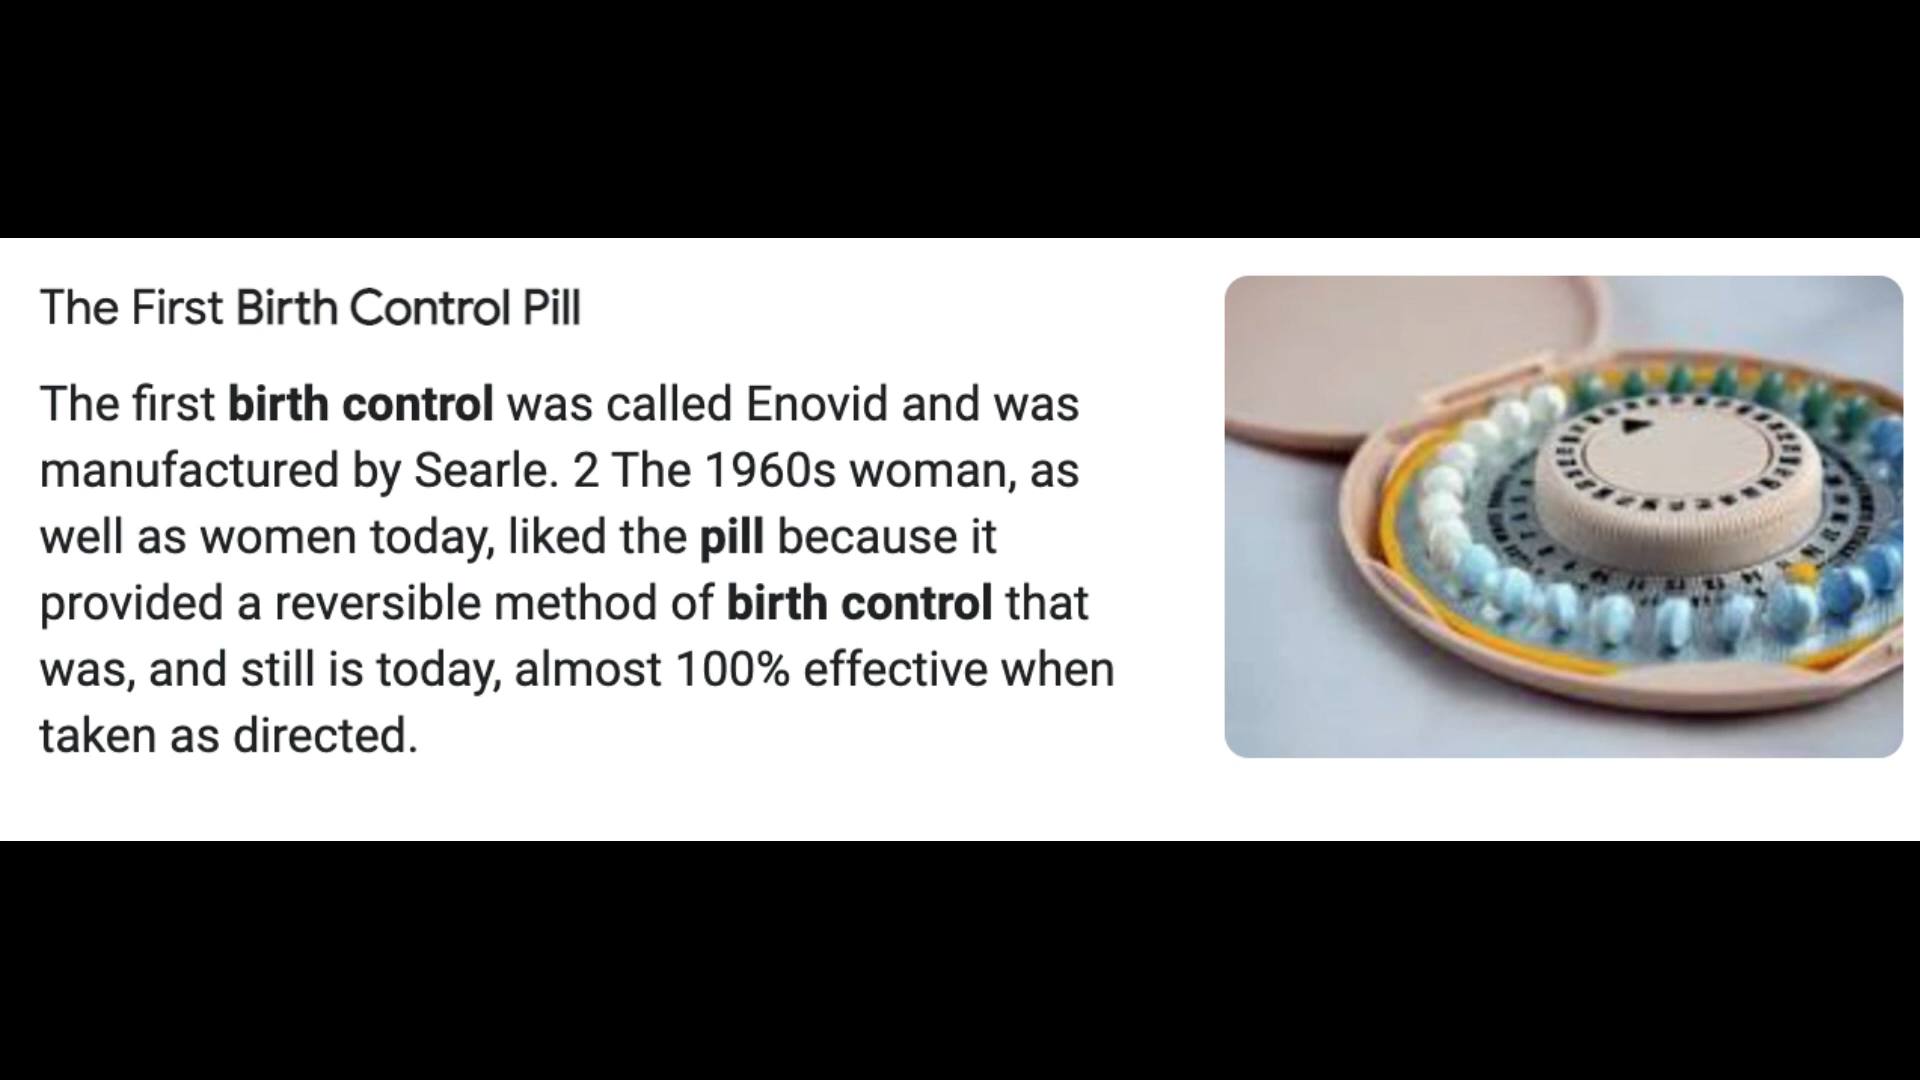 The First Birth Control Pill
The first birth control was called Enovid and was
manufactured by Searle. 2 The 1960s woman, as
well as women today, liked the pill because it
provided a reversible method of birth control that
was, and still is today, almost 100% effective when
taken as directed.